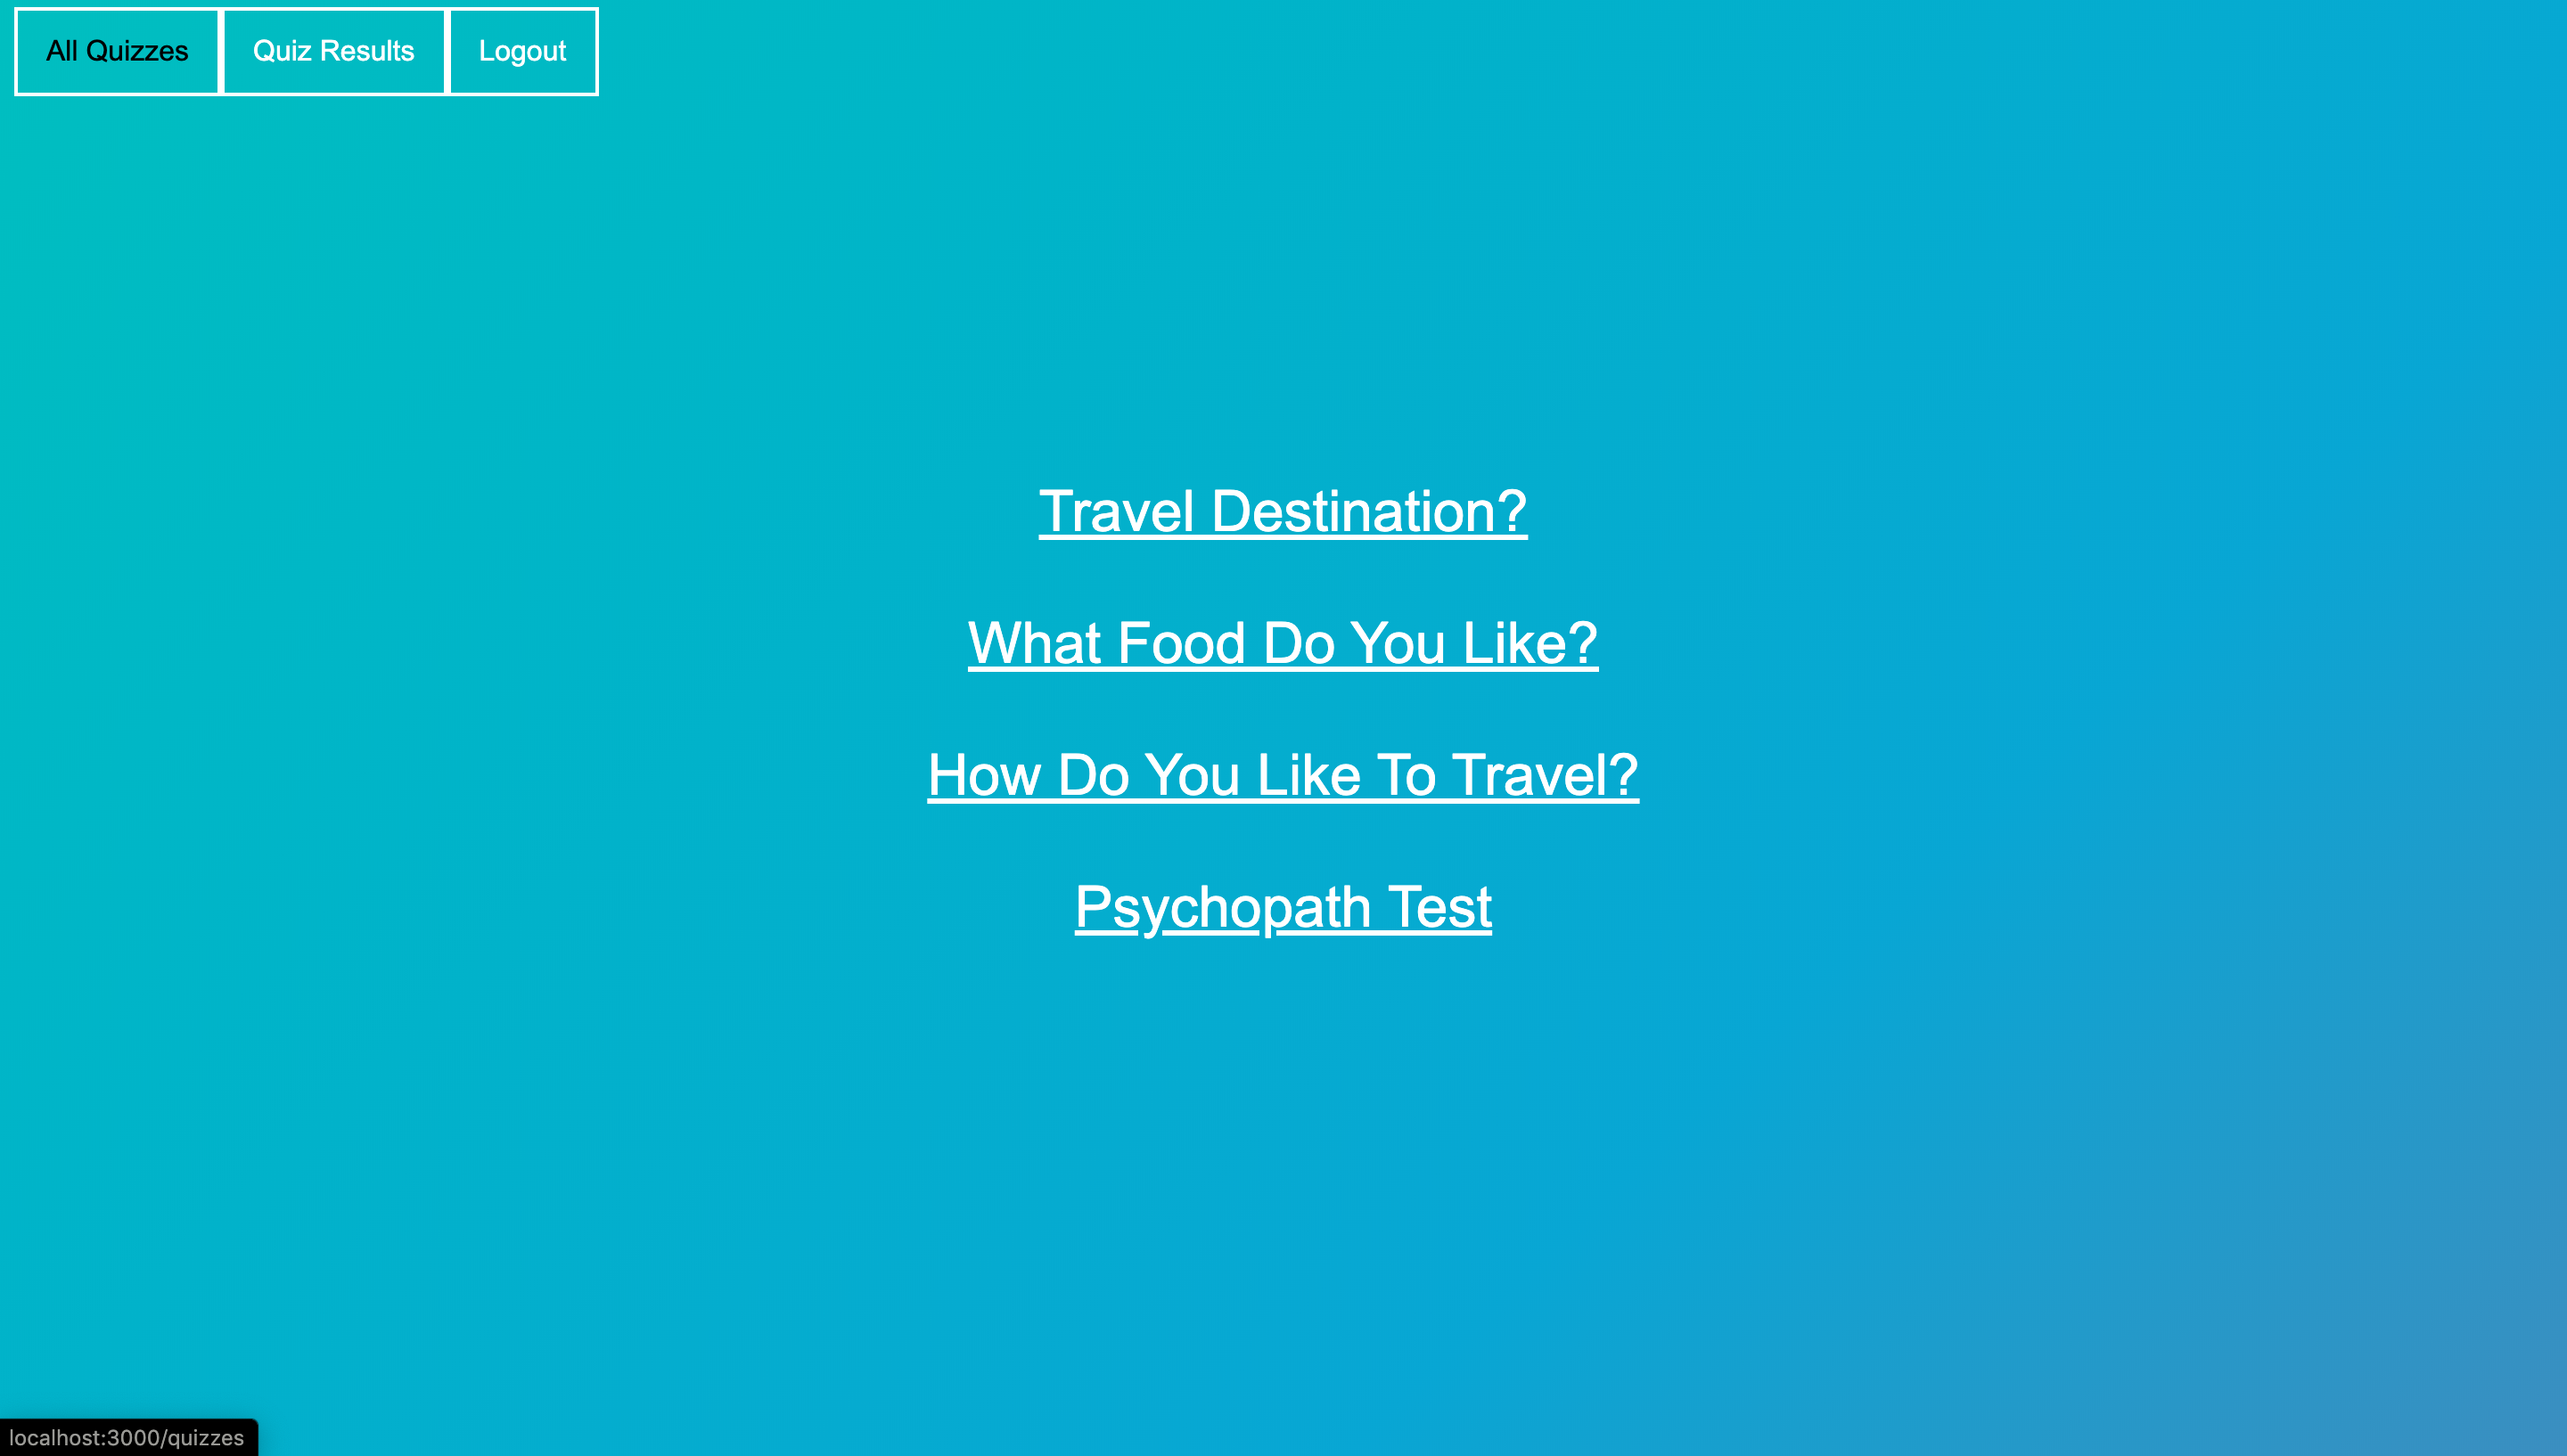 All Quizzes Quiz Results Logout
Travel Destination?
What Food Do You Like?
How Do You Like To Travel?
Psychopath Test
localhost:3000/quizzes